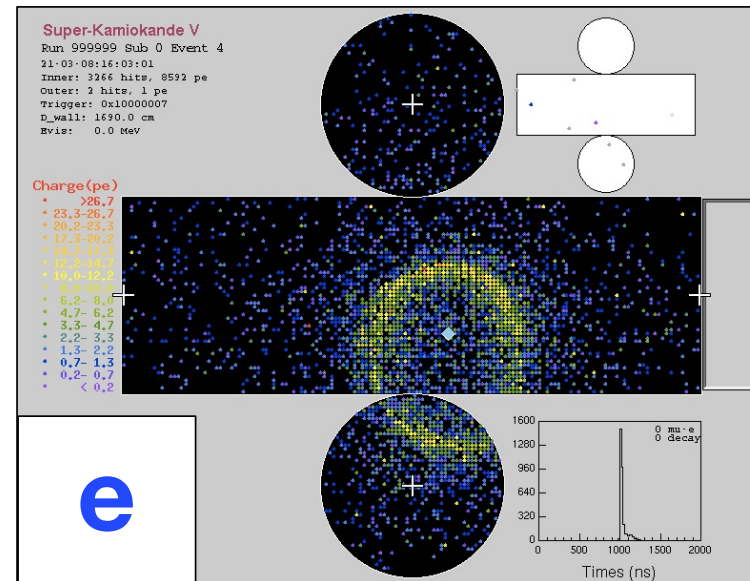 Super-Kamiokande V
Run 999999 Sub 0 Event 4
21-03-08:16:03:01
Inner: 3266 hits, 8592 pe
Outer: 2 hits, 1 pe
Trigger: 0x10000007
D_wall: 1690.0 cm
Evis: 0.0 MeV
Charge(pe)
>26.7
23.3-26.7
20.2-23.3
17.3-20.2
14.7-17.3
12.2-14.7
10.0-12.2
8.0-10.0
6.2- 8.0
4.7- 6.2
3.3- 4.7
2.2- 3.3
1.3- 2.2
0.7- 1.3
0.2- 0.7
< 0.2
e
0 mu-e
0 decay
1600
1280
960
640
320
0
0 500 1000 1500 2000
Times (ns)